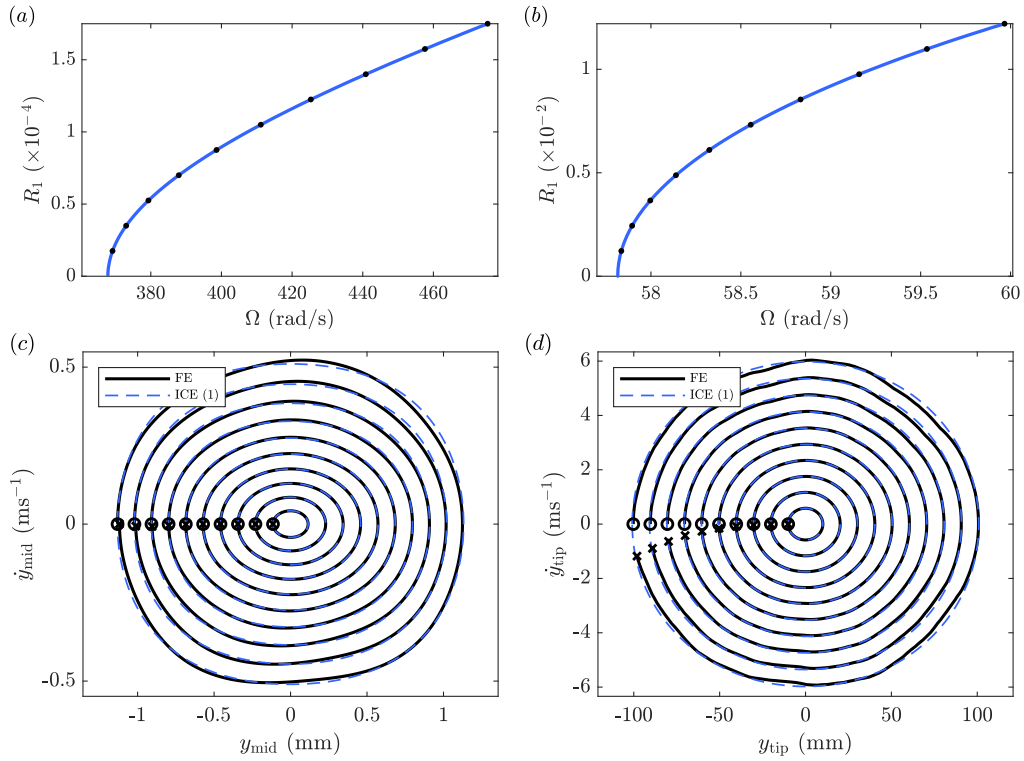 (a)
R₁ (×10⁻⁴)
1.5
1
0.5
0
380 400 420 440 460
Ω (rad/s)
(b)
R₁ (×10⁻²)
1
0.5
0
58 58.5 59 59.5 60
Ω (rad/s)
(c)
ẏmid (ms⁻¹)
0.5
0
-0.5
FE
ICE (1)
-1 -0.5 0 0.5 1
ymid (mm)
(d)
ẏtip (ms⁻¹)
6
4
2
0
-2
-4
-6
FE
ICE (1)
-100 -50 0 50 100
ytip (mm)